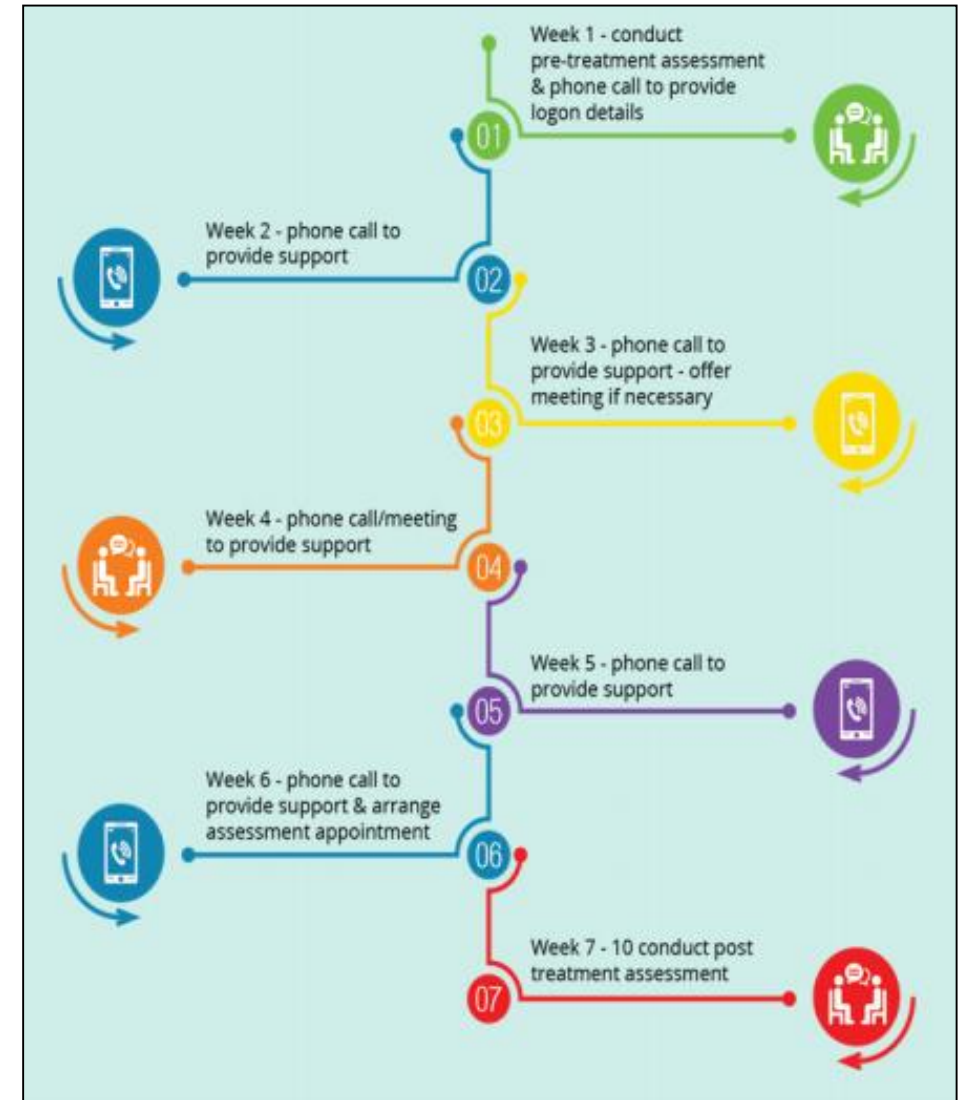 Week 1 - conduct
pre-treatment assessment
& phone call to provide
logon details
01
Week 2 - phone call to
provide support
02
Week 3 - phone call to
provide support - offer
meeting if necessary
03
Week 4 - phone call/meeting
to provide support
04
Week 5 - phone call to
provide support
05
Week 6 - phone call to
provide support & arrange
assessment appointment
06
Week 7 - 10 conduct post
treatment assessment
07